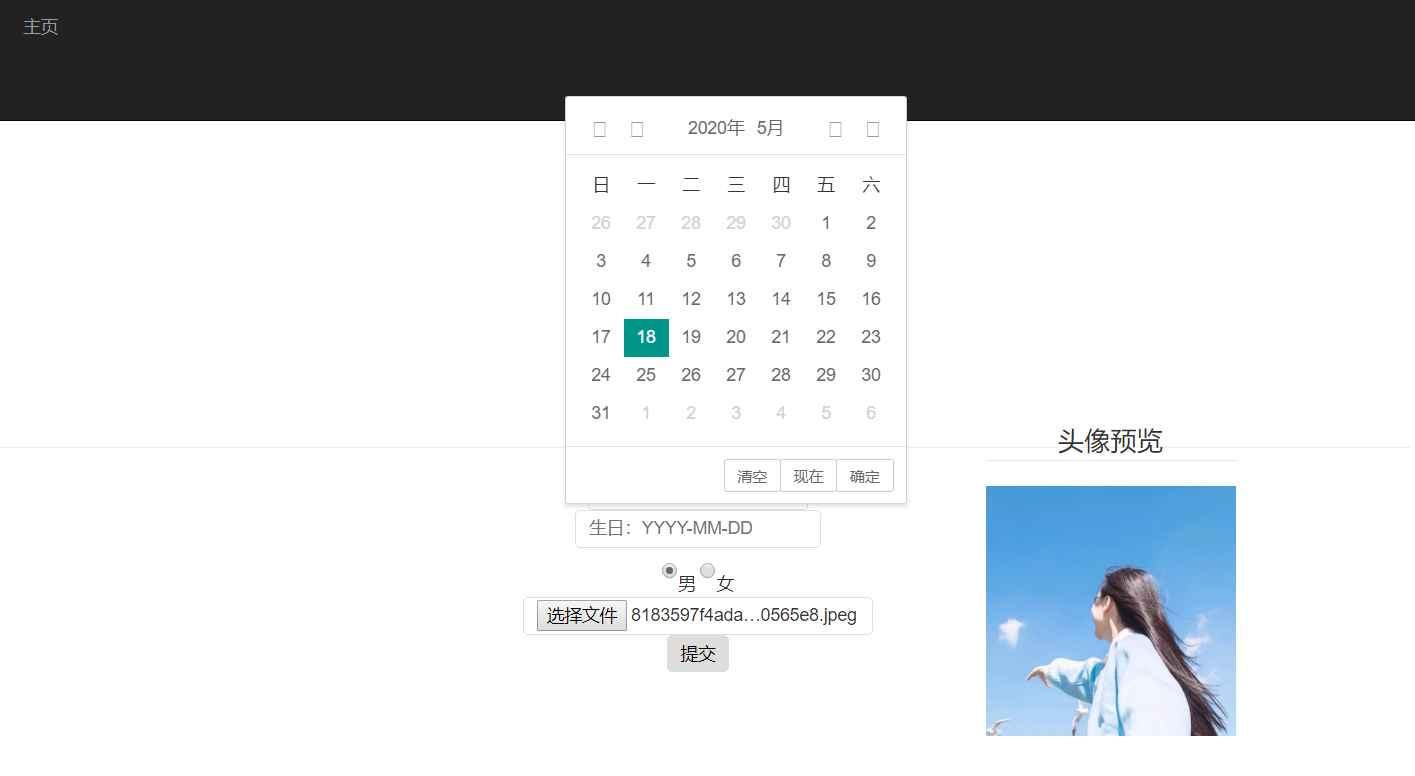 主页
2020年 5月
日 一 二 三 四 五 六
26 27 28 29 30 1 2
3 4 5 6 7 8 9
10 11 12 13 14 15 16
17 18 19 20 21 22 23
24 25 26 27 28 29 30
31 1 2 3 4 5 6
清空 现在 确定
头像预览
生日：YYYY-MM-DD
男 女
选择文件 8183597f4ada…0565e8.jpeg
提交